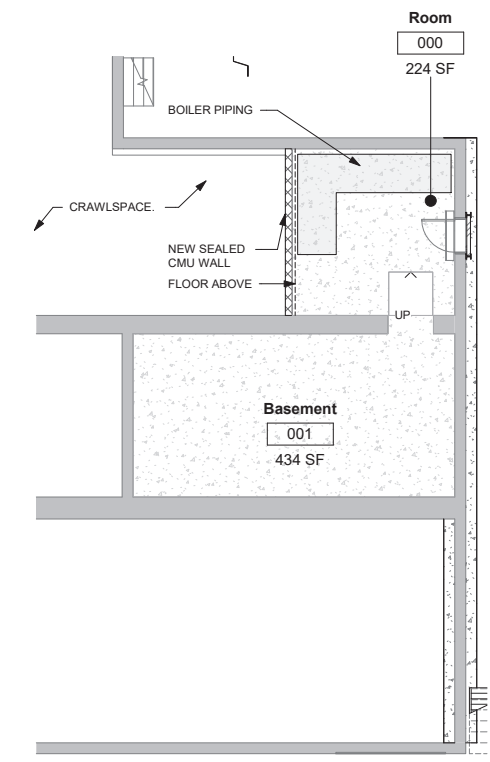 Room
000
224 SF
BOILER PIPING
CRAWLSPACE.
NEW SEALED
CMU WALL
FLOOR ABOVE
UP
Basement
001
434 SF